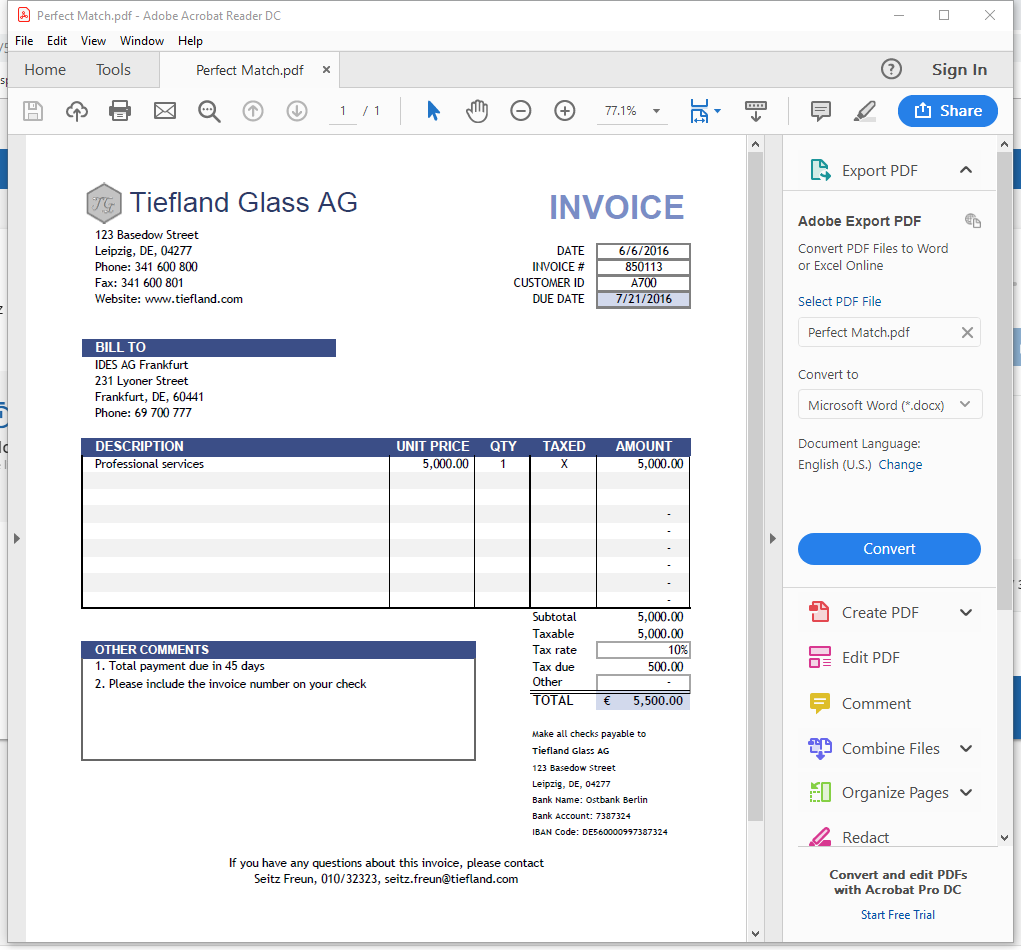 Perfect Match.pdf - Adobe Acrobat Reader DC
File Edit View Window Help
Home Tools Perfect Match.pdf × ? Sign In
1 / 1 77.1% Share
TG Tiefland Glass AG
INVOICE
123 Basedow Street
Leipzig, DE, 04277
Phone: 341 600 800
Fax: 341 600 801
Website: www.tiefland.com
DATE 6/6/2016
INVOICE # 850113
CUSTOMER ID A700
DUE DATE 7/21/2016
BILL TO
IDES AG Frankfurt
231 Lyoner Street
Frankfurt, DE, 60441
Phone: 69 700 777
DESCRIPTION UNIT PRICE QTY TAXED AMOUNT
Professional services 5,000.00 1 X 5,000.00
-
-
-
-
-
-
Subtotal 5,000.00
Taxable 5,000.00
Tax rate 10%
Tax due 500.00
Other -
TOTAL € 5,500.00
OTHER COMMENTS
1. Total payment due in 45 days
2. Please include the invoice number on your check
Make all checks payable to
Tiefland Glass AG
123 Basedow Street
Leipzig, DE, 04277
Bank Name: Ostbank Berlin
Bank Account: 7387324
IBAN Code: DE560000997387324
If you have any questions about this invoice, please contact
Seitz Freun, 010/32323, seitz.freun@tiefland.com
Export PDF
Adobe Export PDF
Convert PDF Files to Word
or Excel Online
Select PDF File
Perfect Match.pdf
Convert to
Microsoft Word (*.docx)
Document Language:
English (U.S.) Change
Convert
Create PDF
Edit PDF
Comment
Combine Files
Organize Pages
Redact
Convert and edit PDFs
with Acrobat Pro DC
Start Free Trial